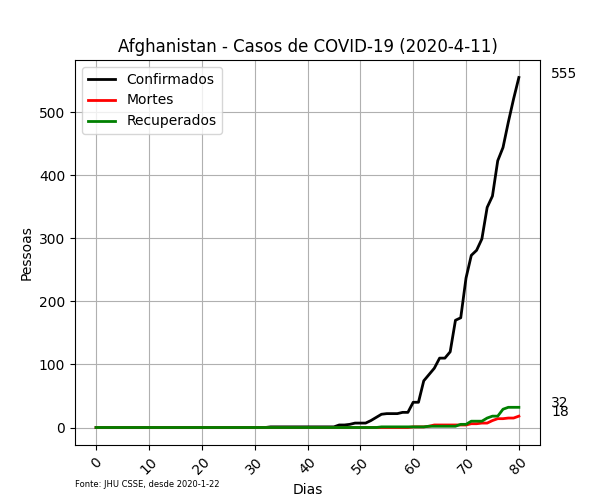 Afghanistan - Casos de COVID-19 (2020-4-11)
Confirmados
Mortes
Recuperados
555
32
18
Pessoas
500
400
300
200
100
0
0 10 20 30 40 50 60 70 80
Dias
Fonte: JHU CSSE, desde 2020-1-22